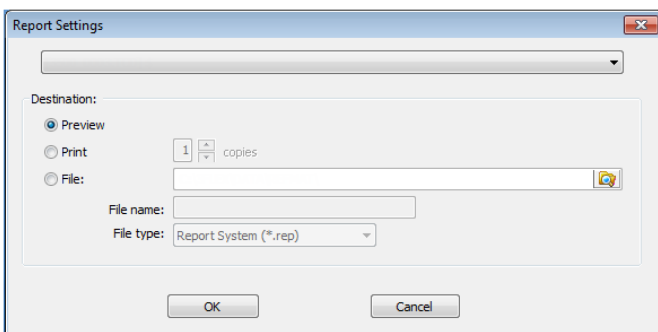 Report Settings
Destination:
Preview
Print 1 copies
File:
File name:
File type: Report System (*.rep)
OK Cancel